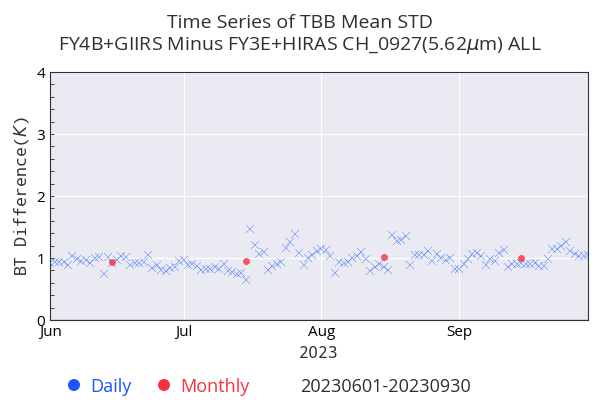 Time Series of TBB Mean STD
FY4B+GIIRS Minus FY3E+HIRAS CH_0927(5.62μm) ALL
4
3
2
1
0
BT Difference(K)
Jun Jul Aug Sep
2023
Daily Monthly 20230601-20230930